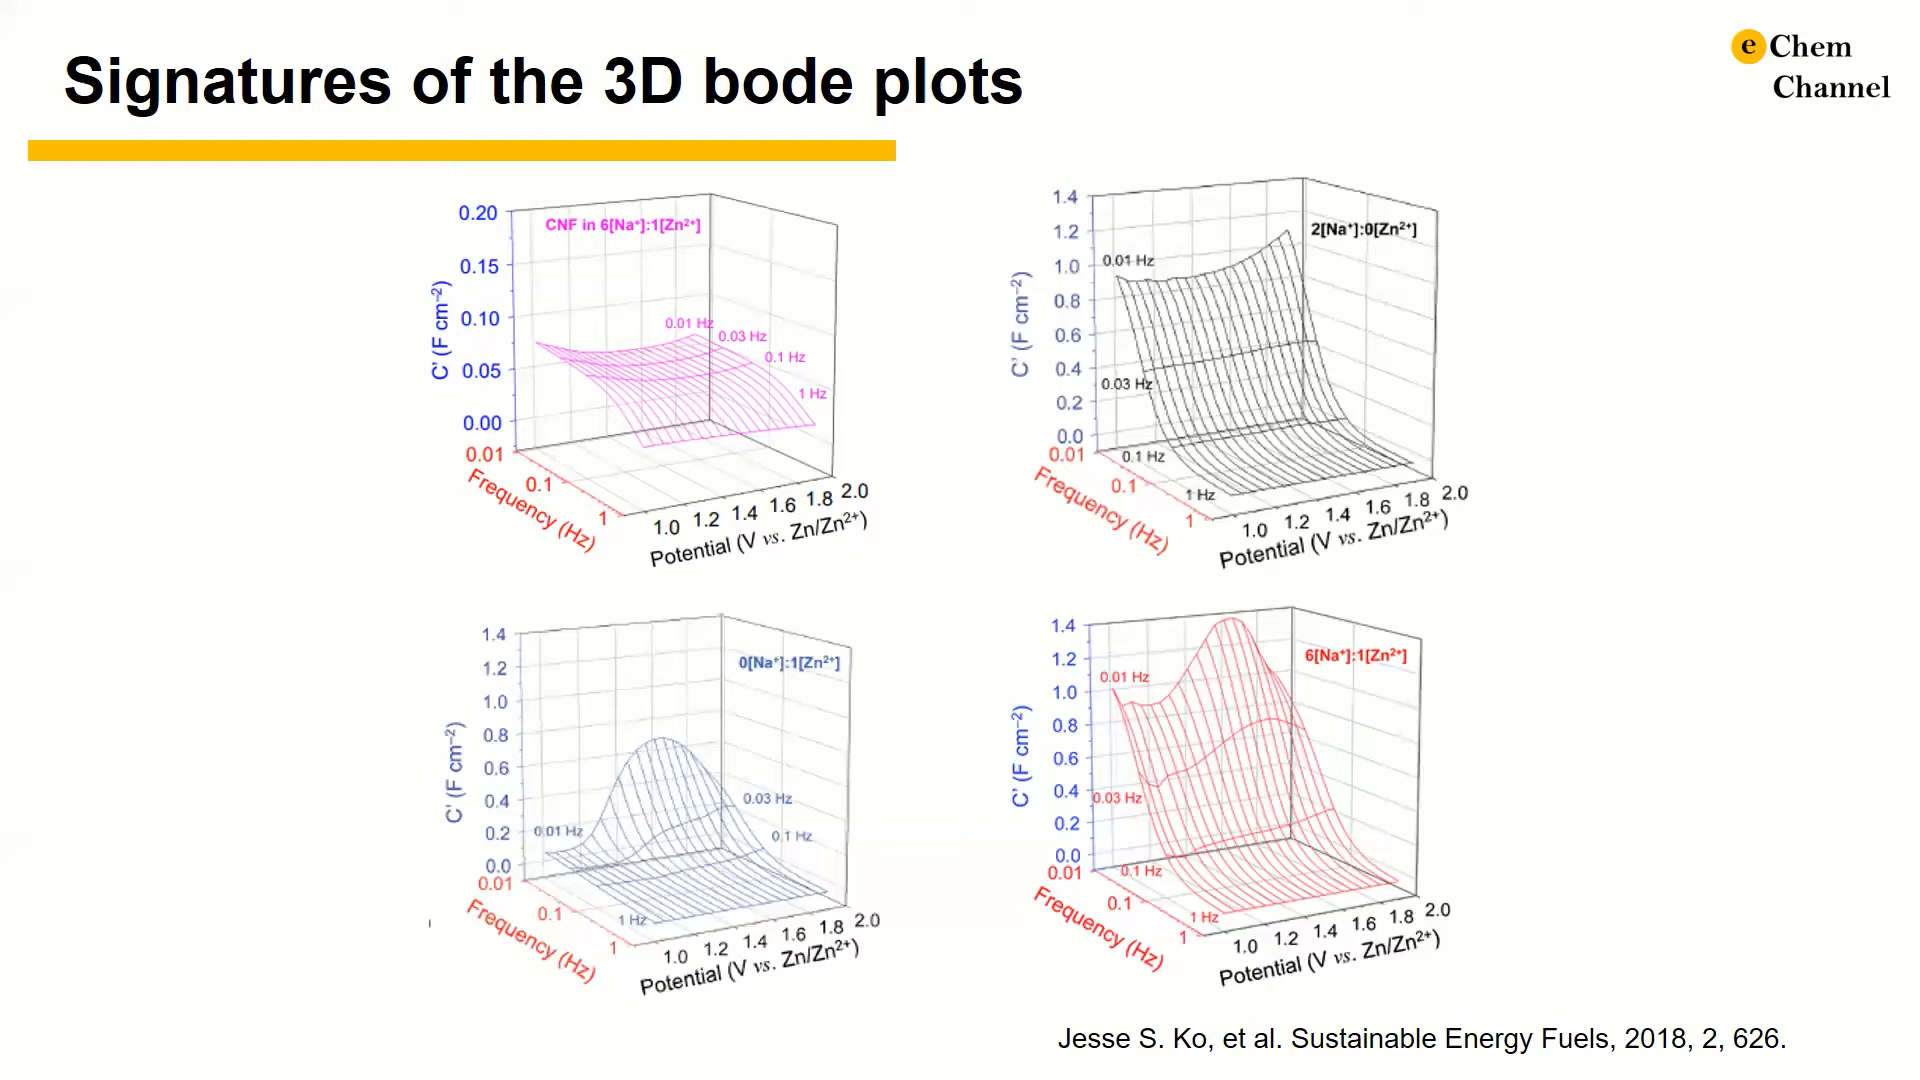 Signatures of the 3D bode plots
e Chem
Channel
CNF in 6[Na⁺]:1[Zn²⁺]
0.20
0.15
0.10
0.05
0.00
C' (F cm⁻²)
0.01 Hz
0.03 Hz
0.1 Hz
1 Hz
0.01
0.1
1
Frequency (Hz)
1.0 1.2 1.4 1.6 1.8 2.0
Potential (V vs. Zn/Zn²⁺)
2[Na⁺]:0[Zn²⁺]
1.4
1.2
1.0
0.8
0.6
0.4
0.2
0.0
C' (F cm⁻²)
0.01 Hz
0.03 Hz
0.1 Hz
1 Hz
0.01
0.1
1
Frequency (Hz)
1.0 1.2 1.4 1.6 1.8 2.0
Potential (V vs. Zn/Zn²⁺)
0[Na⁺]:1[Zn²⁺]
1.4
1.2
1.0
0.8
0.6
0.4
0.2
0.0
C' (F cm⁻²)
0.01 Hz
0.03 Hz
0.1 Hz
1 Hz
0.01
0.1
1
Frequency (Hz)
1.0 1.2 1.4 1.6 1.8 2.0
Potential (V vs. Zn/Zn²⁺)
6[Na⁺]:1[Zn²⁺]
1.4
1.2
1.0
0.8
0.6
0.4
0.2
0.0
C' (F cm⁻²)
0.01 Hz
0.03 Hz
0.1 Hz
1 Hz
0.01
0.1
1
Frequency (Hz)
1.0 1.2 1.4 1.6 1.8 2.0
Potential (V vs. Zn/Zn²⁺)
Jesse S. Ko, et al. Sustainable Energy Fuels, 2018, 2, 626.